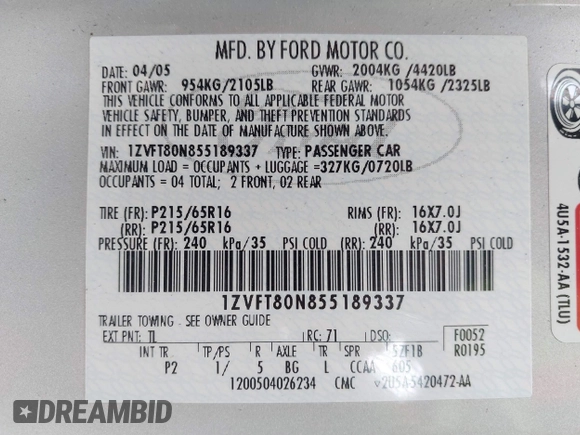 MFD. BY FORD MOTOR CO.
DATE: 04/05 GVWR: 2004KG /4420LB
FRONT GAWR: 954KG/2105LB REAR GAWR: 1054KG /2325LB
THIS VEHICLE CONFORMS TO ALL APPLICABLE FEDERAL MOTOR
VEHICLE SAFETY, BUMPER, AND THEFT PREVENTION STANDARDS
IN EFFECT ON THE DATE OF MANUFACTURE SHOWN ABOVE.
VIN: 1ZVFT80N855189337 TYPE: PASSENGER CAR
MAXIMUM LOAD = OCCUPANTS + LUGGAGE = 327KG/0720LB
OCCUPANTS = 04 TOTAL; 2 FRONT, 02 REAR
TIRE (FR): P215/65R16 RIMS (FR): 16X7.0J
(RR): P215/65R16 (RR): 16X7.0J
PRESSURE (FR): 240 kPa/35 PSI COLD (RR): 240 kPa/35 PSI COLD
1ZVFT80N855189337
TRAILER TOWING - SEE OWNER GUIDE
EXT PNT: TL RC: 71 DSO: F0052
INT TR TP/PS R AXLE TR SPR 5ZF1B R0195
P2 1/ 5 BG L CCAA 605
1200504026234 CMC v2U5A-5420472-AA
4U5A-1532-AA (TLU)
DREAMBID